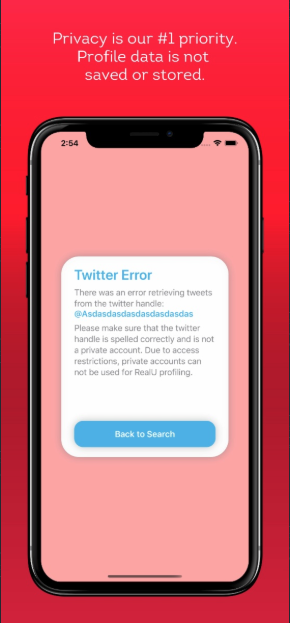 Privacy is our #1 priority.
Profile data is not
saved or stored.
2:54
Twitter Error
There was an error retrieving tweets
from the twitter handle:
@Asdasdasdasdasdasdasdas
Please make sure that the twitter
handle is spelled correctly and is not
a private account. Due to access
restrictions, private accounts can
not be used for RealU profiling.
Back to Search